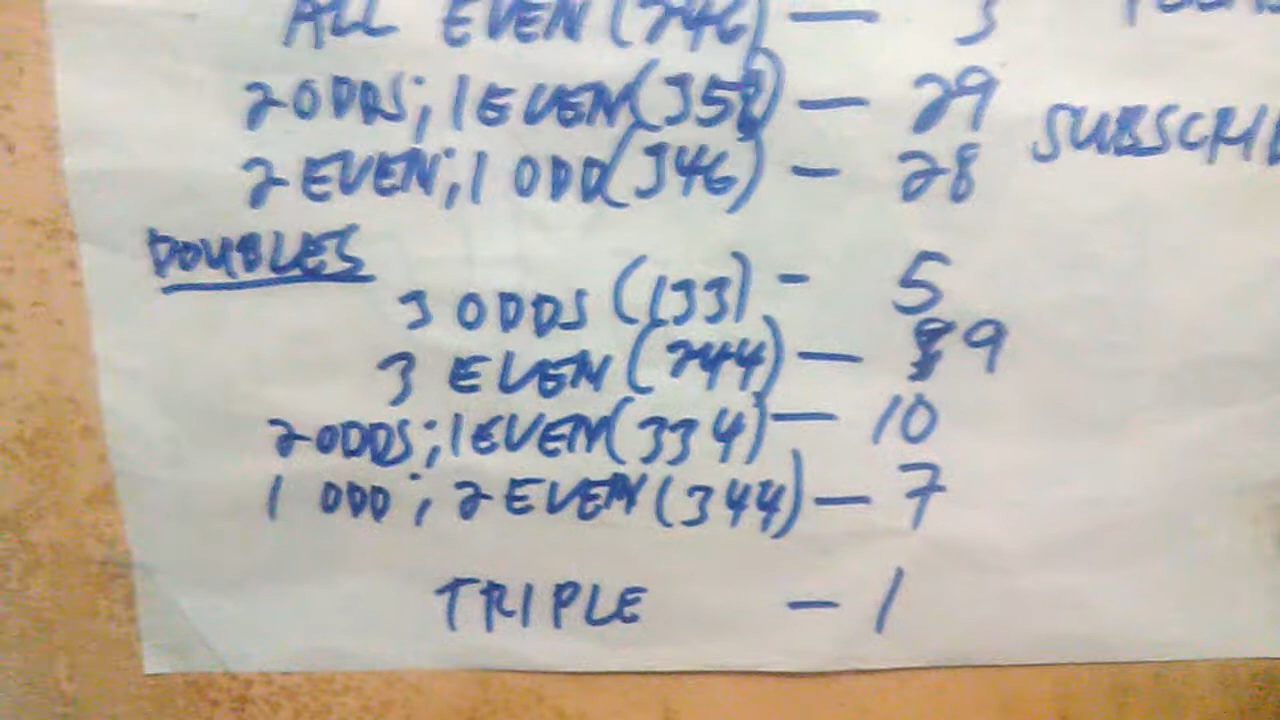 ALL EVEN (246) — 3
2 ODDS; 1 EVEN (358) — 29
SUBSCRI
2 EVEN; 1 ODD (346) — 28
DOUBLES
3 ODDS (133) - 5
3 EVEN (244) — 9
2 ODDS; 1 EVEN (334) — 10
1 ODD; 2 EVEN (344) — 7
TRIPLE - 1